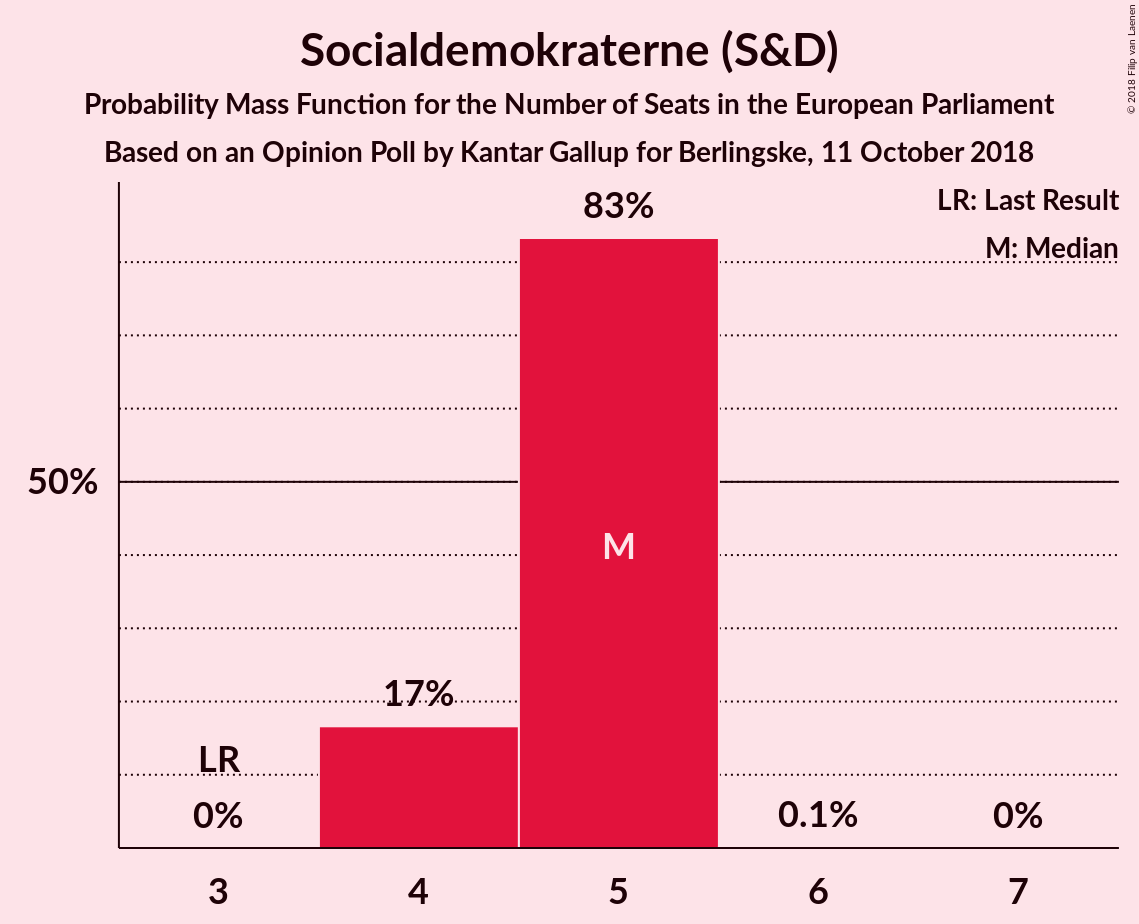 Socialdemokraterne (S&D)
Probability Mass Function for the Number of Seats in the European Parliament
Based on an Opinion Poll by Kantar Gallup for Berlingske, 11 October 2018
© 2018 Filip van Laenen
LR: Last Result
M: Median
83%
50%
M
17%
LR
0%
0.1%
0%
3
4
5
6
7